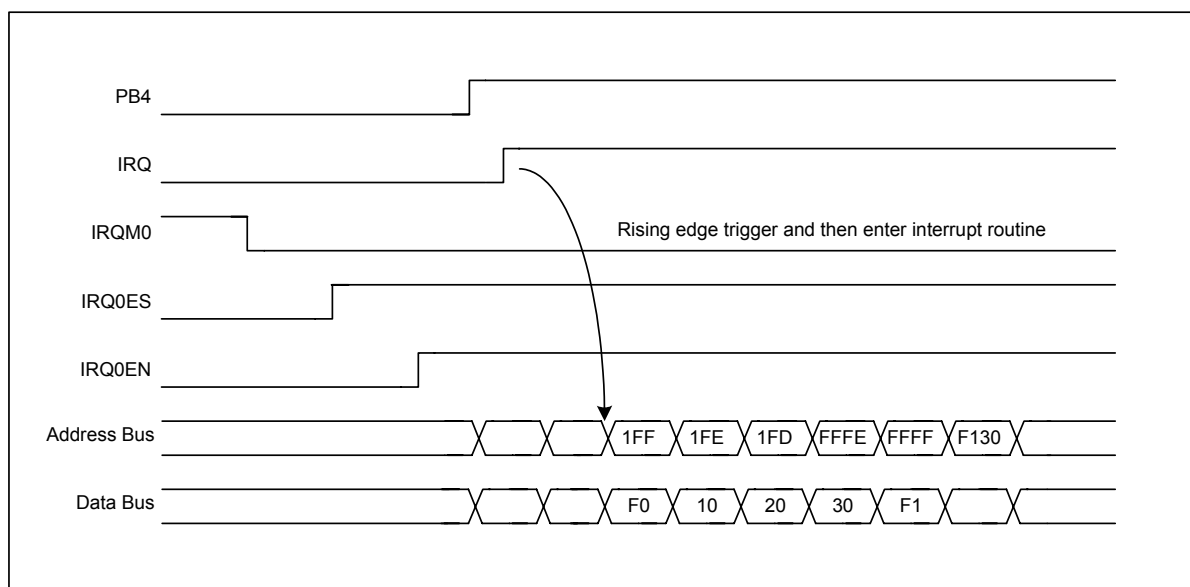 PB4
IRQ
IRQM0
Rising edge trigger and then enter interrupt routine
IRQ0ES
IRQ0EN
Address Bus 1FF 1FE 1FD FFFE FFFF F130
Data Bus F0 10 20 30 F1